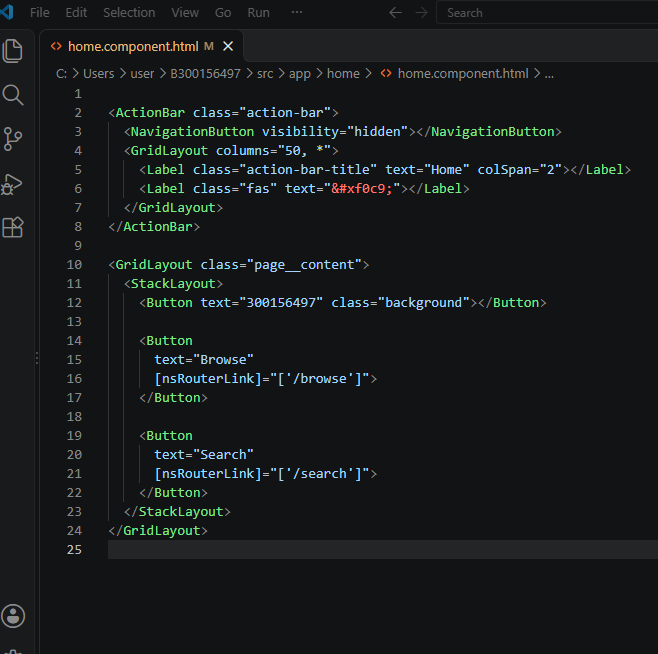 File Edit Selection View Go Run ··· ← → Search
<> home.component.html M ×
C: > Users > user > B300156497 > src > app > home > <> home.component.html > ...
1
2 <ActionBar class="action-bar">
3   <NavigationButton visibility="hidden"></NavigationButton>
4   <GridLayout columns="50, *">
5     <Label class="action-bar-title" text="Home" colSpan="2"></Label>
6     <Label class="fas" text="&#xf0c9;"></Label>
7   </GridLayout>
8 </ActionBar>
9
10 <GridLayout class="page__content">
11   <StackLayout>
12     <Button text="300156497" class="background"></Button>
13
14     <Button
15       text="Browse"
16       [nsRouterLink]="['/browse']">
17     </Button>
18
19     <Button
20       text="Search"
21       [nsRouterLink]="['/search']">
22     </Button>
23   </StackLayout>
24 </GridLayout>
25